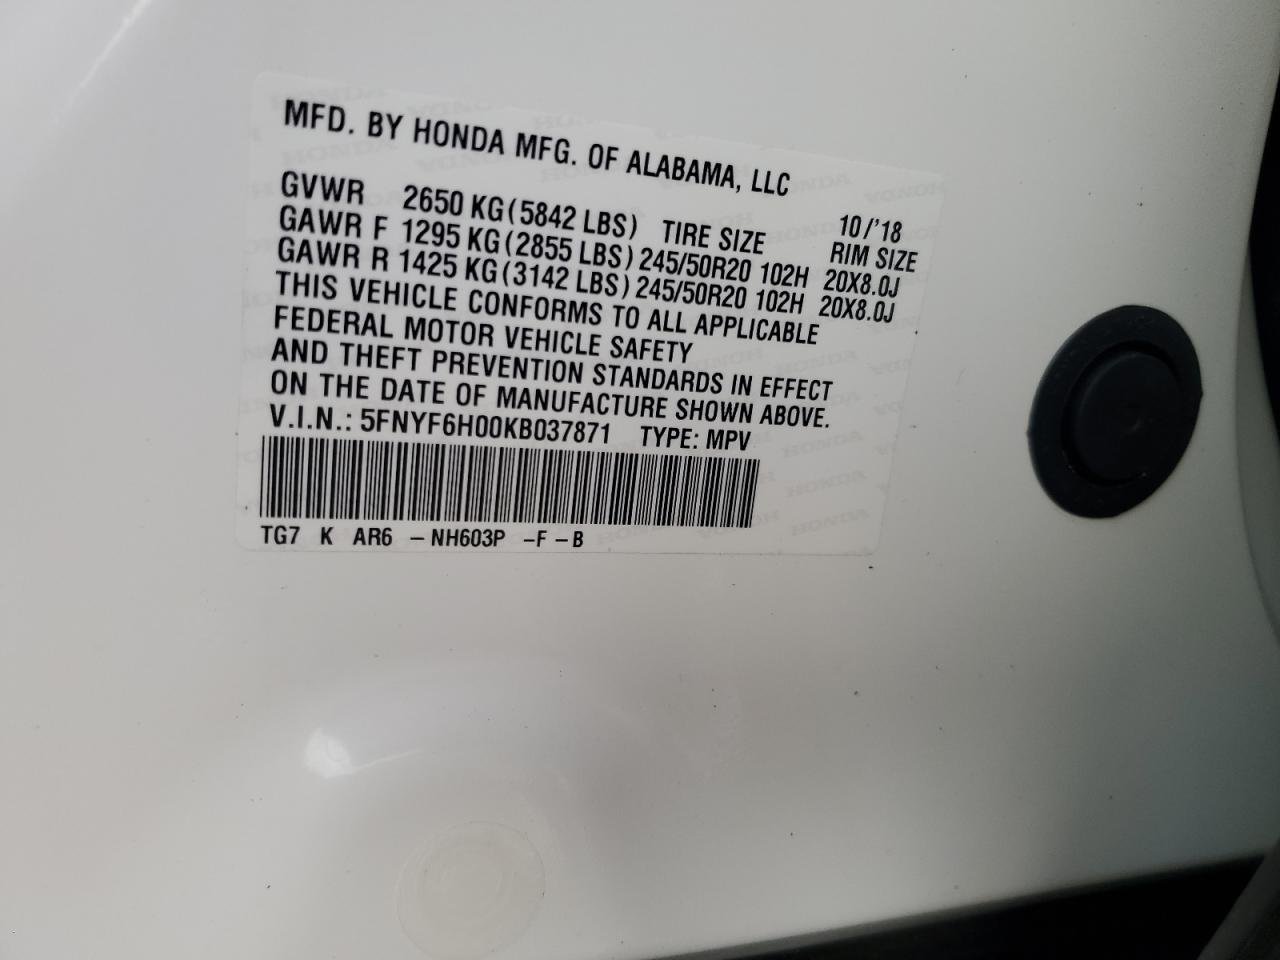 MFD. BY HONDA MFG. OF ALABAMA, LLC
10/'18
GVWR 2650 KG(5842 LBS) TIRE SIZE RIM SIZE
GAWR F 1295 KG(2855 LBS) 245/50R20 102H 20X8.0J
GAWR R 1425 KG(3142 LBS) 245/50R20 102H 20X8.0J
THIS VEHICLE CONFORMS TO ALL APPLICABLE
FEDERAL MOTOR VEHICLE SAFETY
AND THEFT PREVENTION STANDARDS IN EFFECT
ON THE DATE OF MANUFACTURE SHOWN ABOVE.
V.I.N.: 5FNYF6H00KB037871 TYPE: MPV
TG7 K AR6 -NH603P -F -B